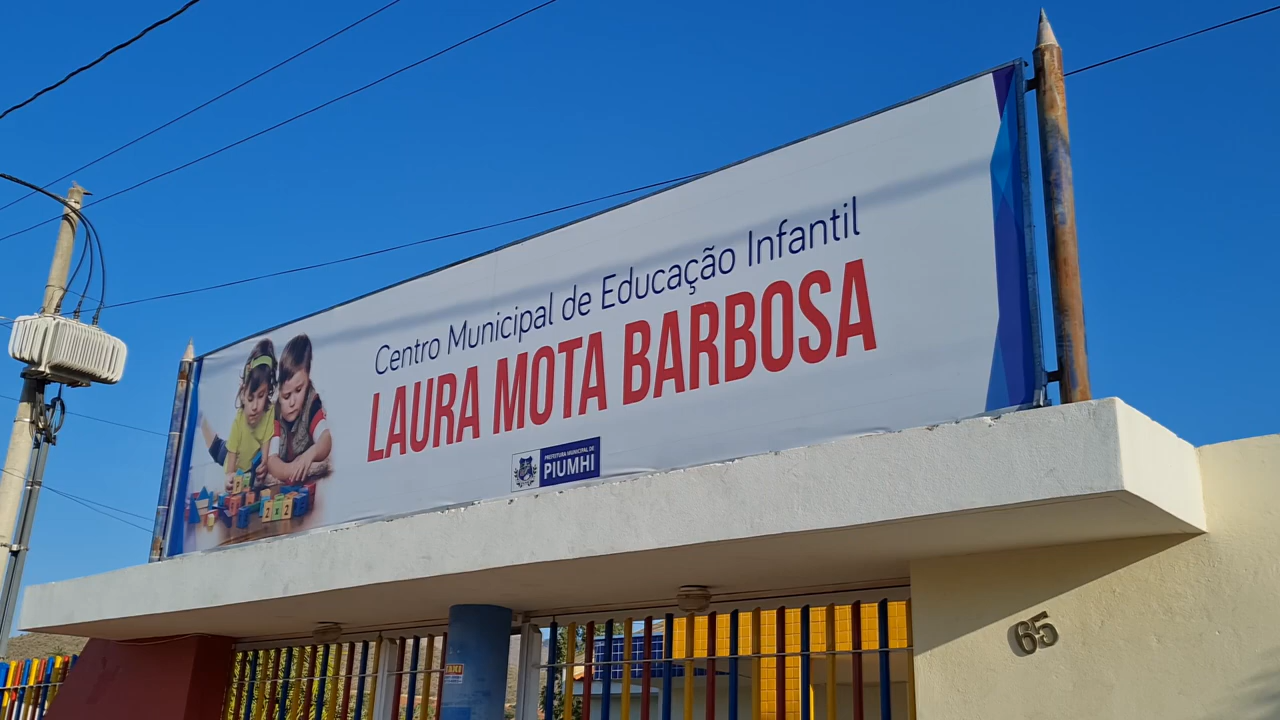 Centro Municipal de Educação Infantil
LAURA MOTA BARBOSA
PREFEITURA MUNICIPAL DE
PIUMHI
65